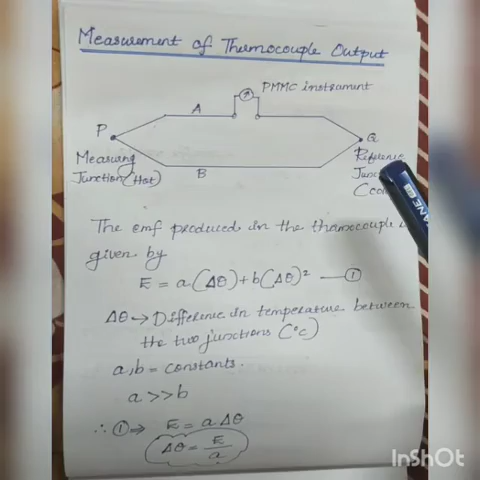 Measurement of Thermocouple Output
PMMC instrument
A
P
Q
Measuring
Junction (Hot)
Reference
B
The emf produced in the thermocouple
given by
E = a(Δθ)+b(Δθ)² —①
Δθ → Difference in temperature between
the two junctions (°c)
a, b = constants.
a >> b
∴ ①⇒ E = a Δθ
Δθ = E/a
InShOt